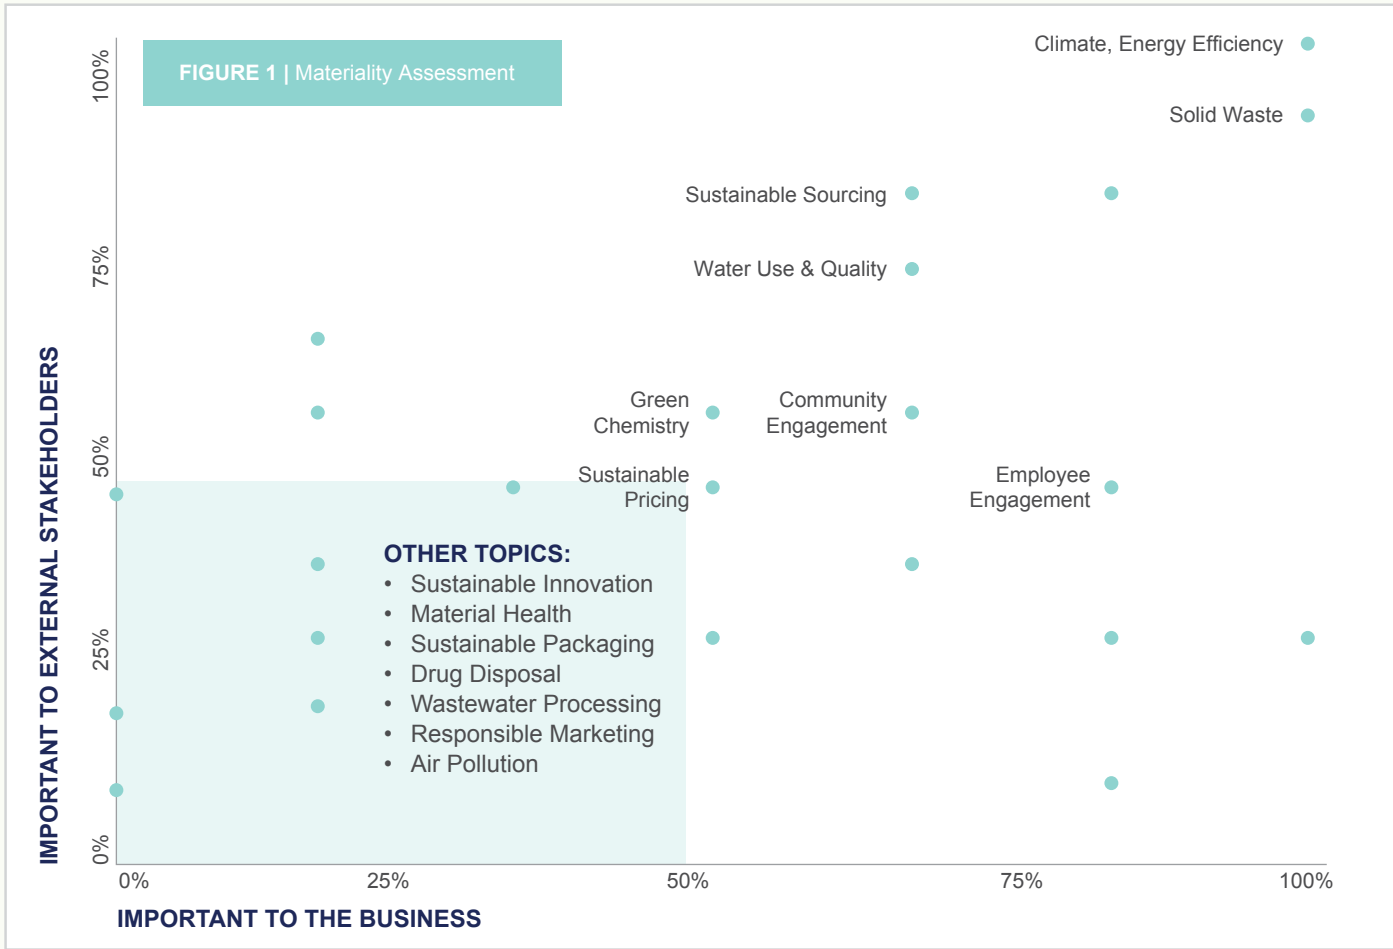 FIGURE 1 | Materiality Assessment
Climate, Energy Efficiency
Solid Waste
Sustainable Sourcing
Water Use & Quality
Green
Chemistry
Community
Engagement
Sustainable
Pricing
Employee
Engagement
OTHER TOPICS:
• Sustainable Innovation
• Material Health
• Sustainable Packaging
• Drug Disposal
• Wastewater Processing
• Responsible Marketing
• Air Pollution
IMPORTANT TO EXTERNAL STAKEHOLDERS
100%
75%
50%
25%
0%
0% 25% 50% 75% 100%
IMPORTANT TO THE BUSINESS